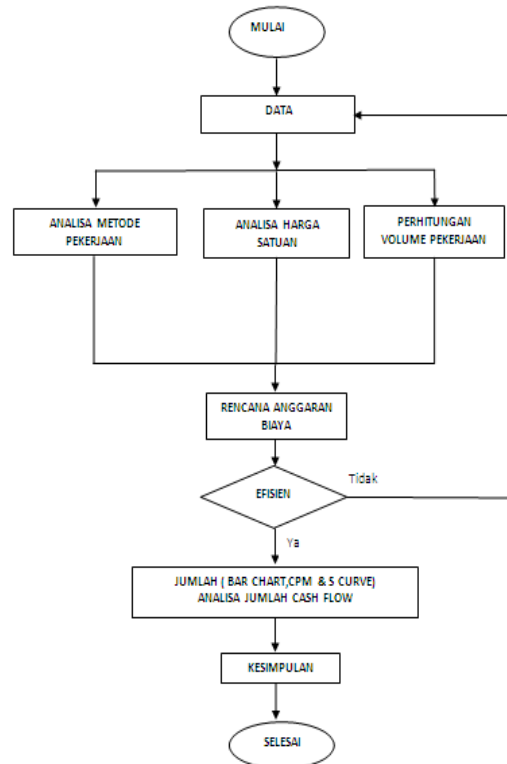 MULAI
DATA
ANALISA METODE
PEKERJAAN
ANALISA HARGA
SATUAN
PERHITUNGAN
VOLUME PEKERJAAN
RENCANA ANGGARAN
BIAYA
EFISIEN
Tidak
Ya
JUMLAH ( BAR CHART,CPM & S CURVE)
ANALISA JUMLAH CASH FLOW
KESIMPULAN
SELESAI